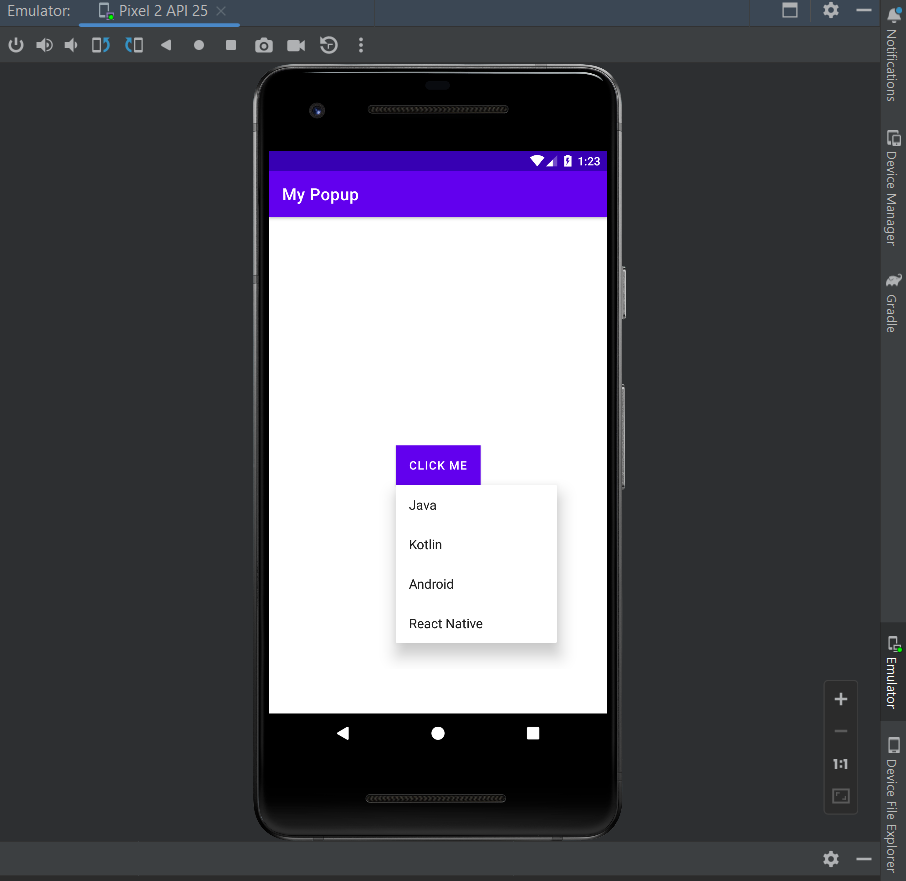 Emulator: Pixel 2 API 25
Notifications
1:23
My Popup
Device Manager
Gradle
CLICK ME
Java
Kotlin
Android
React Native
Emulator
1:1
Device File Explorer